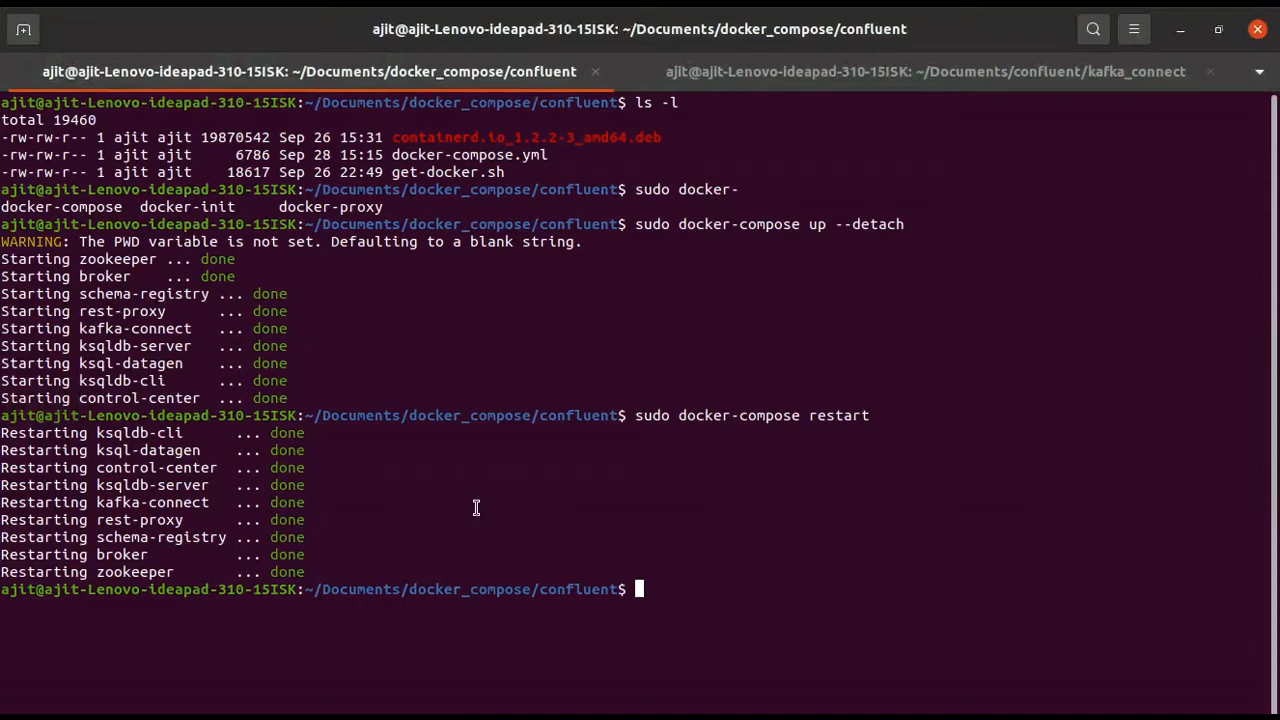 ajit@ajit-Lenovo-ideapad-310-15ISK: ~/Documents/docker_compose/confluent
ajit@ajit-Lenovo-ideapad-310-15ISK: ~/Documents/docker_compose/confluent
ajit@ajit-Lenovo-ideapad-310-15ISK: ~/Documents/confluent/kafka_connect
ajit@ajit-Lenovo-ideapad-310-15ISK:~/Documents/docker_compose/confluent$ ls -l
total 19460
-rw-rw-r-- 1 ajit ajit 19870542 Sep 26 15:31 containerd.io_1.2.2-3_amd64.deb
-rw-rw-r-- 1 ajit ajit     6786 Sep 28 15:15 docker-compose.yml
-rw-rw-r-- 1 ajit ajit    18617 Sep 26 22:49 get-docker.sh
ajit@ajit-Lenovo-ideapad-310-15ISK:~/Documents/docker_compose/confluent$ sudo docker-
docker-compose  docker-init     docker-proxy
ajit@ajit-Lenovo-ideapad-310-15ISK:~/Documents/docker_compose/confluent$ sudo docker-compose up --detach
WARNING: The PWD variable is not set. Defaulting to a blank string.
Starting zookeeper ... done
Starting broker    ... done
Starting schema-registry ... done
Starting rest-proxy      ... done
Starting kafka-connect   ... done
Starting ksqldb-server   ... done
Starting ksql-datagen    ... done
Starting ksqldb-cli      ... done
Starting control-center  ... done
ajit@ajit-Lenovo-ideapad-310-15ISK:~/Documents/docker_compose/confluent$ sudo docker-compose restart
Restarting ksqldb-cli      ... done
Restarting ksql-datagen    ... done
Restarting control-center  ... done
Restarting ksqldb-server   ... done
Restarting kafka-connect   ... done
Restarting rest-proxy      ... done
Restarting schema-registry ... done
Restarting broker          ... done
Restarting zookeeper       ... done
ajit@ajit-Lenovo-ideapad-310-15ISK:~/Documents/docker_compose/confluent$